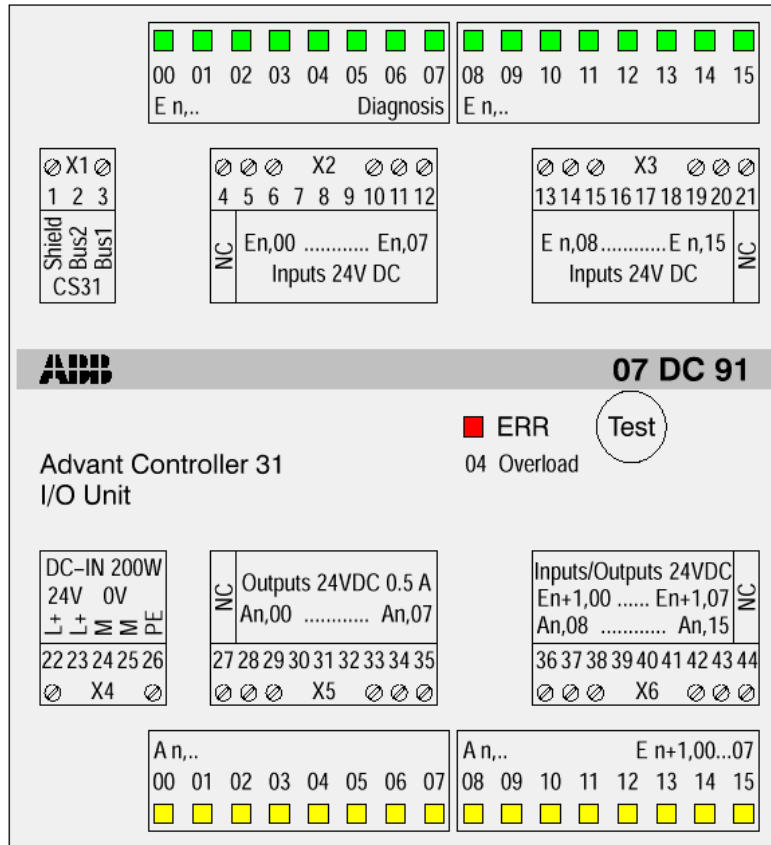 00 01 02 03 04 05 06 07
E n,.. Diagnosis
08 09 10 11 12 13 14 15
E n,..
X1
1 2 3
Shield
Bus2
Bus1
CS31
X2
4 5 6 7 8 9 10 11 12
NC
En,00 ............ En,07
Inputs 24V DC
X3
13 14 15 16 17 18 19 20 21
E n,08............E n,15
Inputs 24V DC
NC
ABB
07 DC 91
ERR
Test
04 Overload
Advant Controller 31
I/O Unit
DC–IN 200W
24V 0V
L+ L+ M M PE
22 23 24 25 26
X4
NC
Outputs 24VDC 0.5 A
An,00 ............ An,07
27 28 29 30 31 32 33 34 35
X5
Inputs/Outputs 24VDC
En+1,00 ...... En+1,07
An,08 ............ An,15
NC
36 37 38 39 40 41 42 43 44
X6
A n,..
00 01 02 03 04 05 06 07
A n,.. E n+1,00...07
08 09 10 11 12 13 14 15